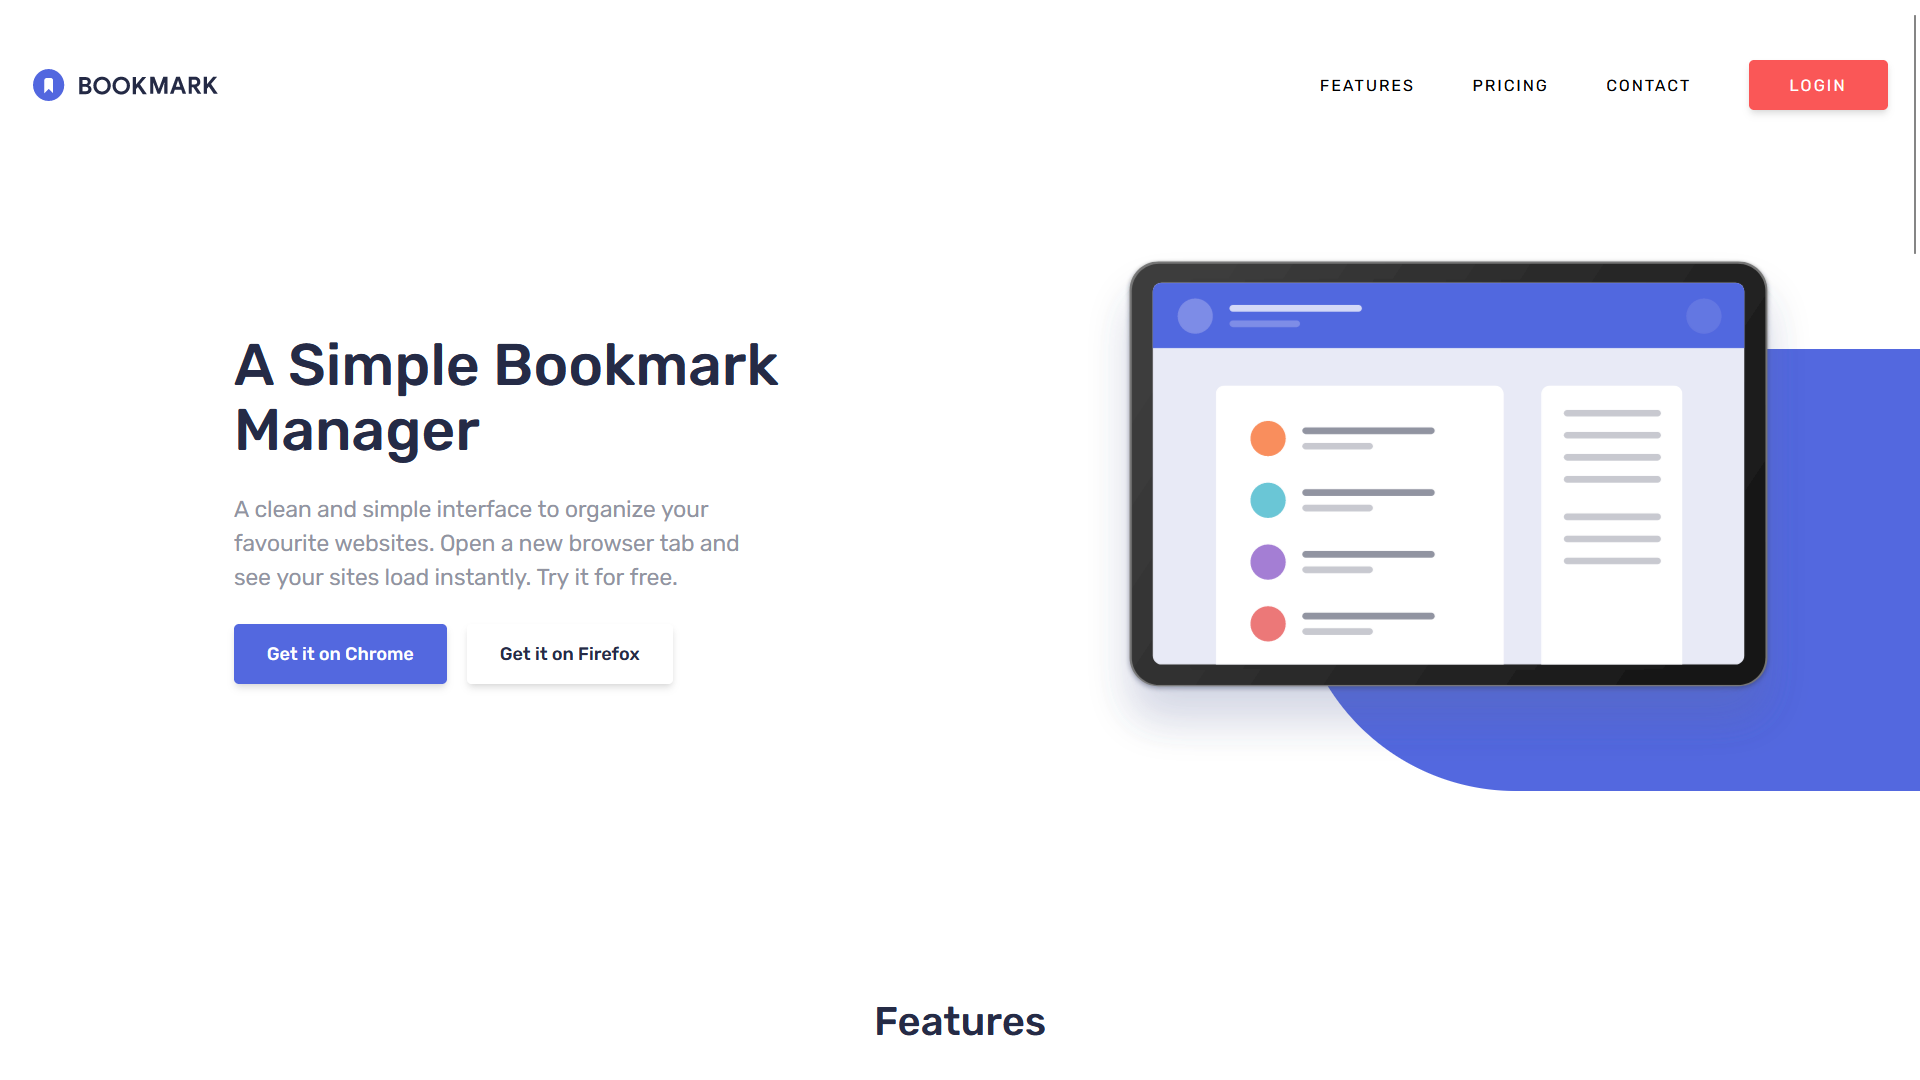 BOOKMARK
FEATURES
PRICING
CONTACT
LOGIN
A Simple Bookmark
Manager
A clean and simple interface to organize your
favourite websites. Open a new browser tab and
see your sites load instantly. Try it for free.
Get it on Chrome
Get it on Firefox
Features